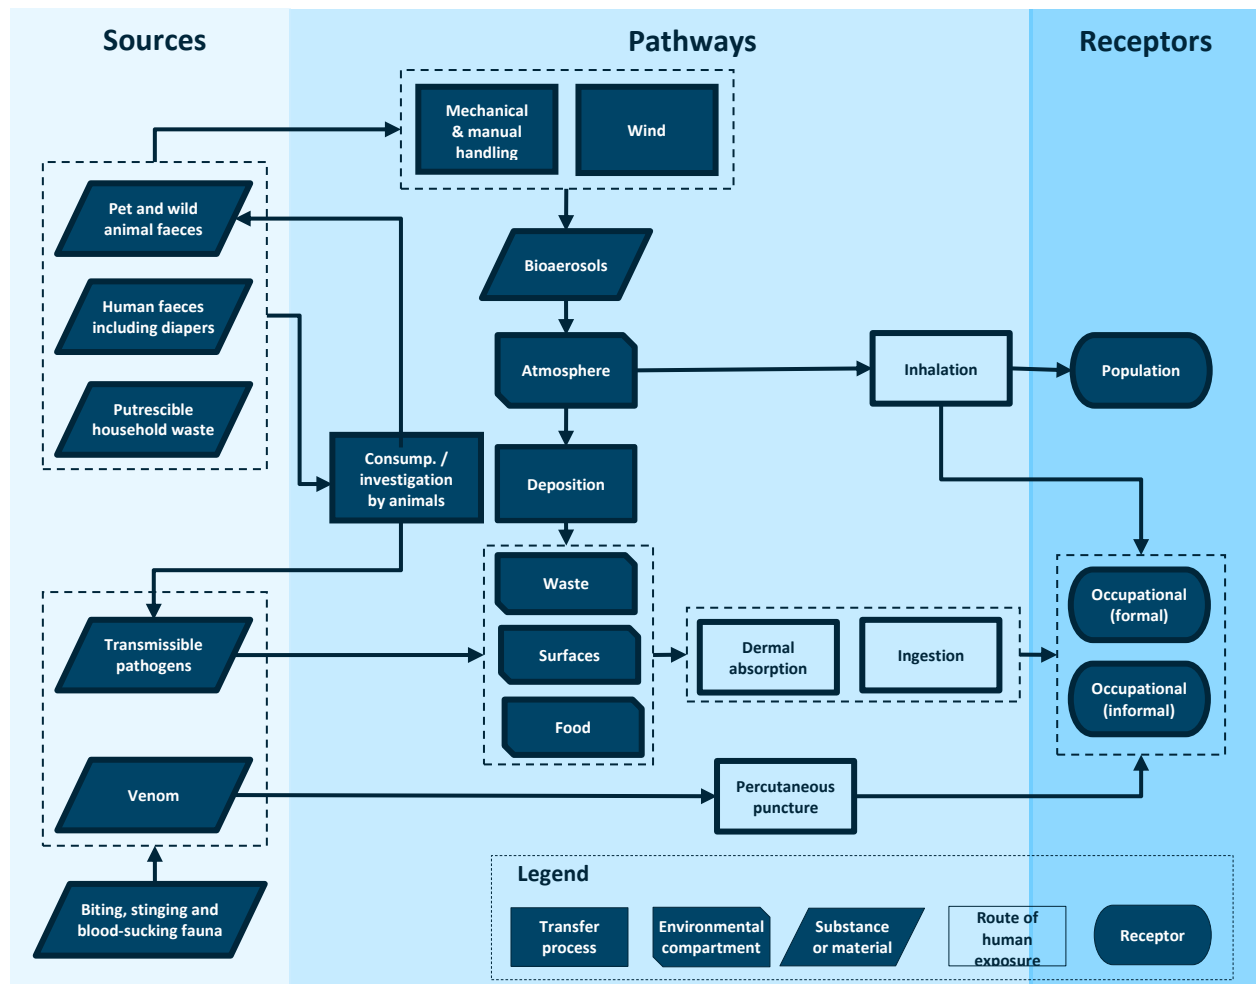 Sources
Pathways
Receptors
Mechanical
& manual
handling
Wind
Pet and wild
animal faeces
Bioaerosols
Human faeces
including diapers
Atmosphere
Inhalation
Population
Putrescible
household waste
Consump. /
investigation
by animals
Deposition
Waste
Occupational
(formal)
Transmissible
pathogens
Surfaces
Dermal
absorption
Ingestion
Occupational
(informal)
Food
Venom
Percutaneous
puncture
Biting, stinging and
blood-sucking fauna
Legend
Transfer
process
Environmental
compartment
Substance
or material
Route of
human
exposure
Receptor